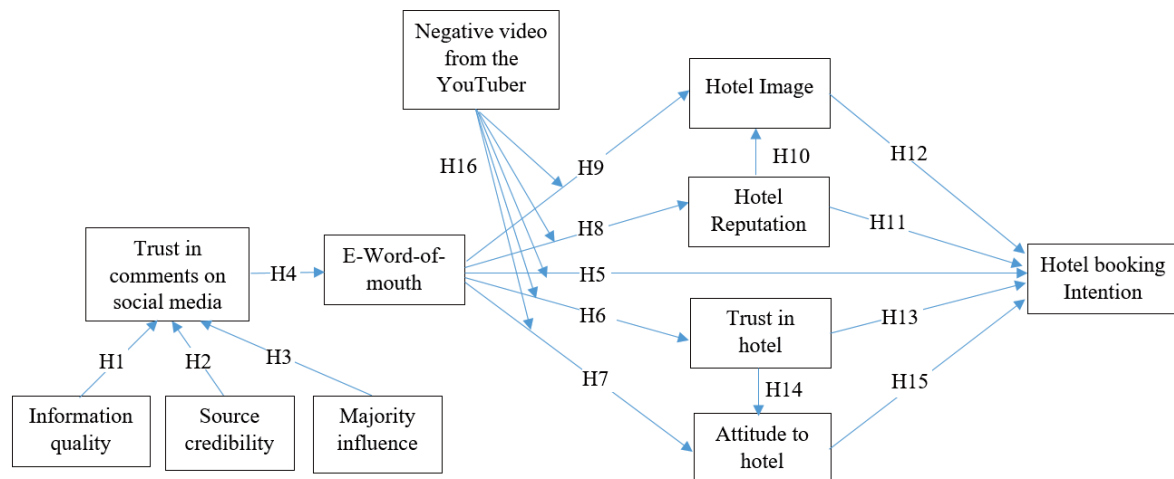 Negative video
from the
YouTuber
Hotel Image
H16
H9
H10
H12
Hotel
Reputation
H8
H11
Trust in
comments on
social media
H4
E-Word-of-
mouth
H5
Hotel booking
Intention
H6
Trust in
hotel
H13
H1
H2
H3
H7
H14
H15
Information
quality
Source
credibility
Majority
influence
Attitude to
hotel